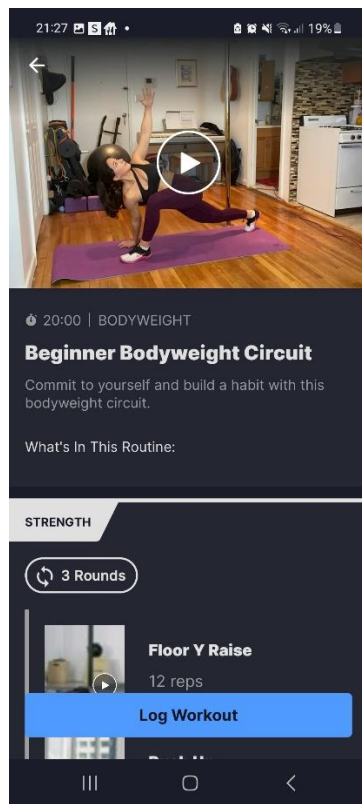 21:27 S 19%
20:00 | BODYWEIGHT
Beginner Bodyweight Circuit
Commit to yourself and build a habit with this
bodyweight circuit.
What's In This Routine:
STRENGTH
3 Rounds
Floor Y Raise
12 reps
Log Workout